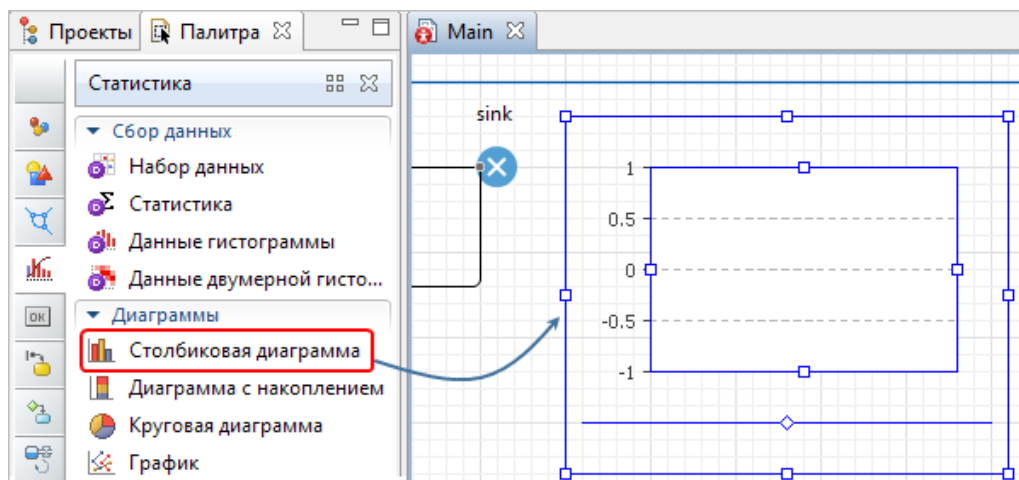 Проекты
Палитра
Main
Статистика
Сбор данных
Набор данных
Статистика
Данные гистограммы
Данные двумерной гисто...
Диаграммы
Столбиковая диаграмма
Диаграмма с накоплением
Круговая диаграмма
График
OK
sink
1
0.5
0
-0.5
-1